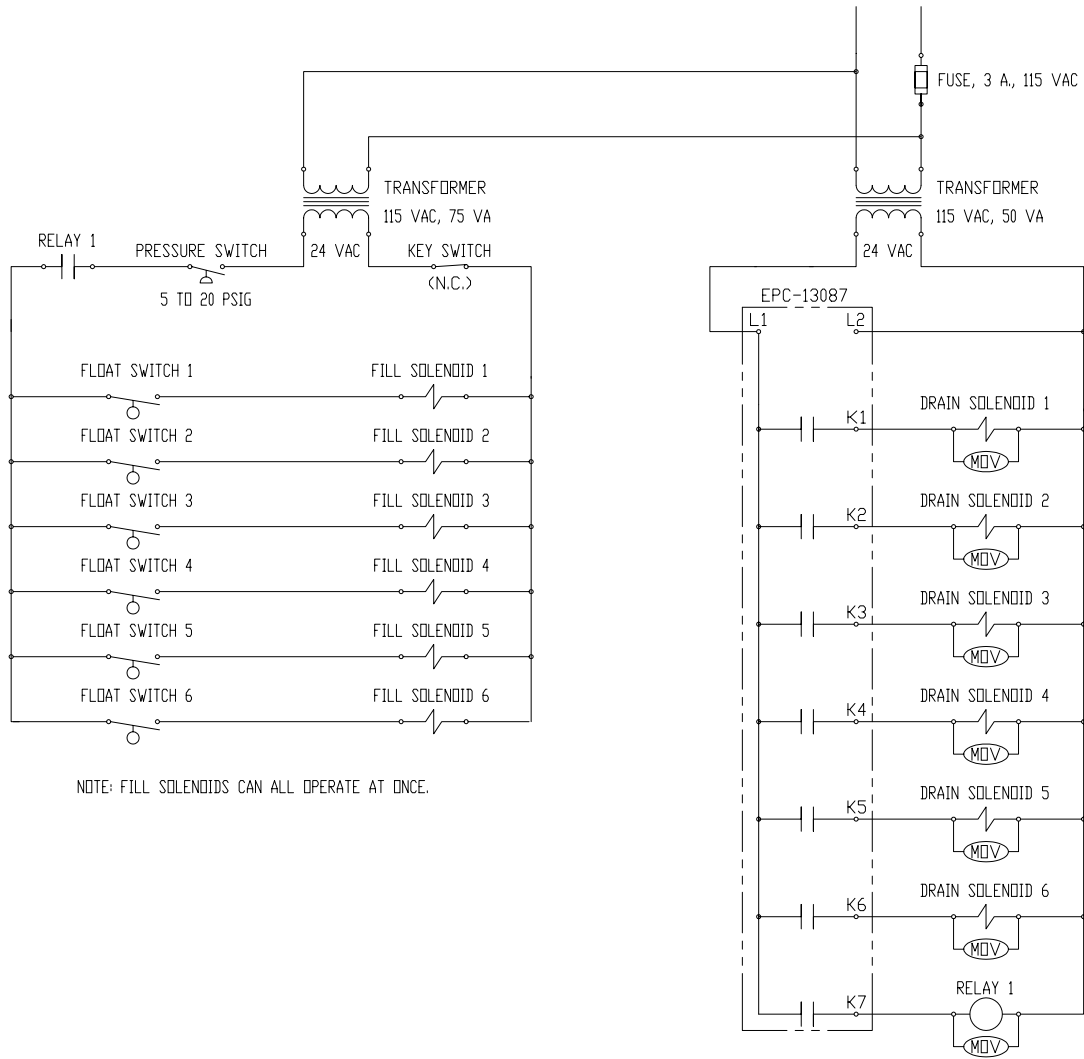 FUSE, 3 A., 115 VAC
TRANSFORMER
115 VAC, 75 VA
24 VAC
TRANSFORMER
115 VAC, 50 VA
24 VAC
RELAY 1
PRESSURE SWITCH
5 TO 20 PSIG
KEY SWITCH
(N.C.)
FLOAT SWITCH 1
FILL SOLENOID 1
FLOAT SWITCH 2
FILL SOLENOID 2
FLOAT SWITCH 3
FILL SOLENOID 3
FLOAT SWITCH 4
FILL SOLENOID 4
FLOAT SWITCH 5
FILL SOLENOID 5
FLOAT SWITCH 6
FILL SOLENOID 6
NOTE: FILL SOLENOIDS CAN ALL OPERATE AT ONCE.
EPC-13087
L1
L2
K1
DRAIN SOLENOID 1
MOV
K2
DRAIN SOLENOID 2
MOV
K3
DRAIN SOLENOID 3
MOV
K4
DRAIN SOLENOID 4
MOV
K5
DRAIN SOLENOID 5
MOV
K6
DRAIN SOLENOID 6
MOV
K7
RELAY 1
MOV